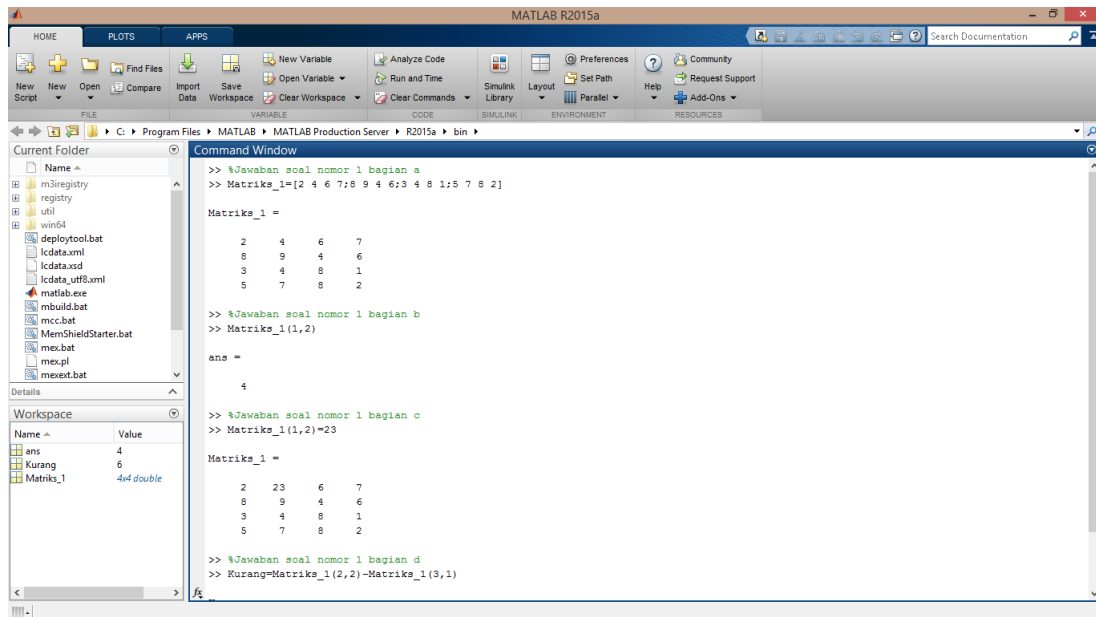 MATLAB R2015a
HOME PLOTS APPS
Search Documentation
New Script
New
Open
Find Files
Compare
Import Data
Save Workspace
New Variable
Open Variable
Clear Workspace
Analyze Code
Run and Time
Clear Commands
Simulink Library
Layout
Preferences
Set Path
Parallel
Help
Community
Request Support
Add-Ons
FILE VARIABLE CODE SIMULINK ENVIRONMENT RESOURCES
C: Program Files MATLAB MATLAB Production Server R2015a bin
Current Folder
Name
m3iregistry
registry
util
win64
deploytool.bat
lcdata.xml
lcdata.xsd
lcdata_utf8.xml
matlab.exe
mbuild.bat
mcc.bat
MemShieldStarter.bat
mex.bat
mex.pl
mexext.bat
Details
Workspace
Name Value
ans 4
Kurang 6
Matriks_1 4x4 double
Command Window
>> %Jawaban soal nomor 1 bagian a
>> Matriks_1=[2 4 6 7;8 9 4 6;3 4 8 1;5 7 8 2]
Matriks_1 =
2 4 6 7
8 9 4 6
3 4 8 1
5 7 8 2
>> %Jawaban soal nomor 1 bagian b
>> Matriks_1(1,2)
ans =
4
>> %Jawaban soal nomor 1 bagian c
>> Matriks_1(1,2)=23
Matriks_1 =
2 23 6 7
8 9 4 6
3 4 8 1
5 7 8 2
>> %Jawaban soal nomor 1 bagian d
>> Kurang=Matriks_1(2,2)-Matriks_1(3,1)
fx